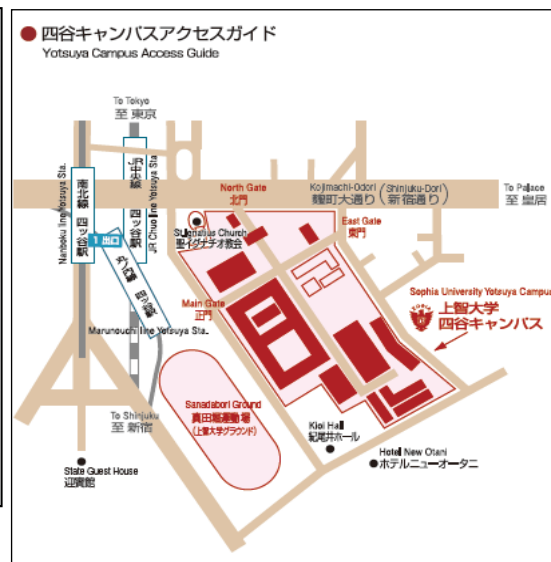 四谷キャンパスアクセスガイド
Yotsuya Campus Access Guide
To Tokyo
至 東京
Nanboku line Yotsuya Sta.
南北線 四ッ谷駅
JR中央線 四ッ谷駅
JR Chuo line Yotsuya Sta.
North Gate
北門
Kojimachi-Odori (Shinjuku-Dori)
麹町大通り (新宿通り)
To Palace
至 皇居
1 出口
St.Ignatius Church
聖イグナチオ教会
East Gate
東門
丸ノ内線 四ッ谷駅
Marunouchi line Yotsuya Sta.
Main Gate
正門
Sophia University Yotsuya Campus
SOPHIA
上智大学
四谷キャンパス
Sanadabori Ground
真田堀運動場
(上智大学グラウンド)
To Shinjuku
至 新宿
Kioi Hall
紀尾井ホール
Hotel New Otani
ホテルニューオータニ
State Guest House
迎賓館